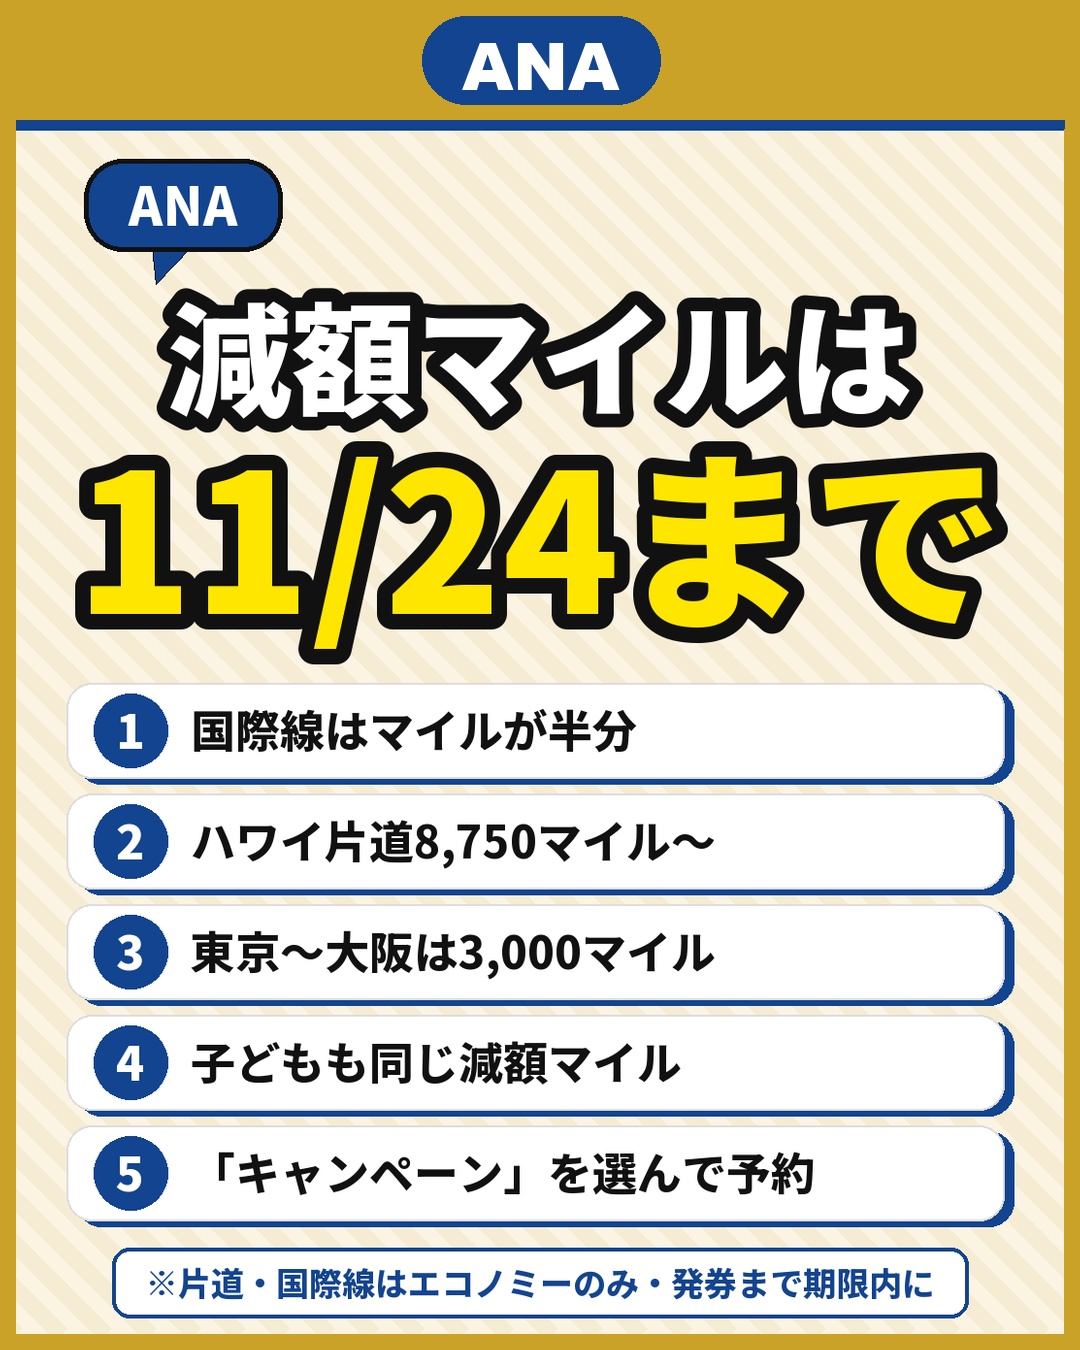 ANA
ANA
減額マイルは
11/24まで
1 国際線はマイルが半分
2 ハワイ片道8,750マイル～
3 東京～大阪は3,000マイル
4 子どもも同じ減額マイル
5 「キャンペーン」を選んで予約
※片道・国際線はエコノミーのみ・発券まで期限内に